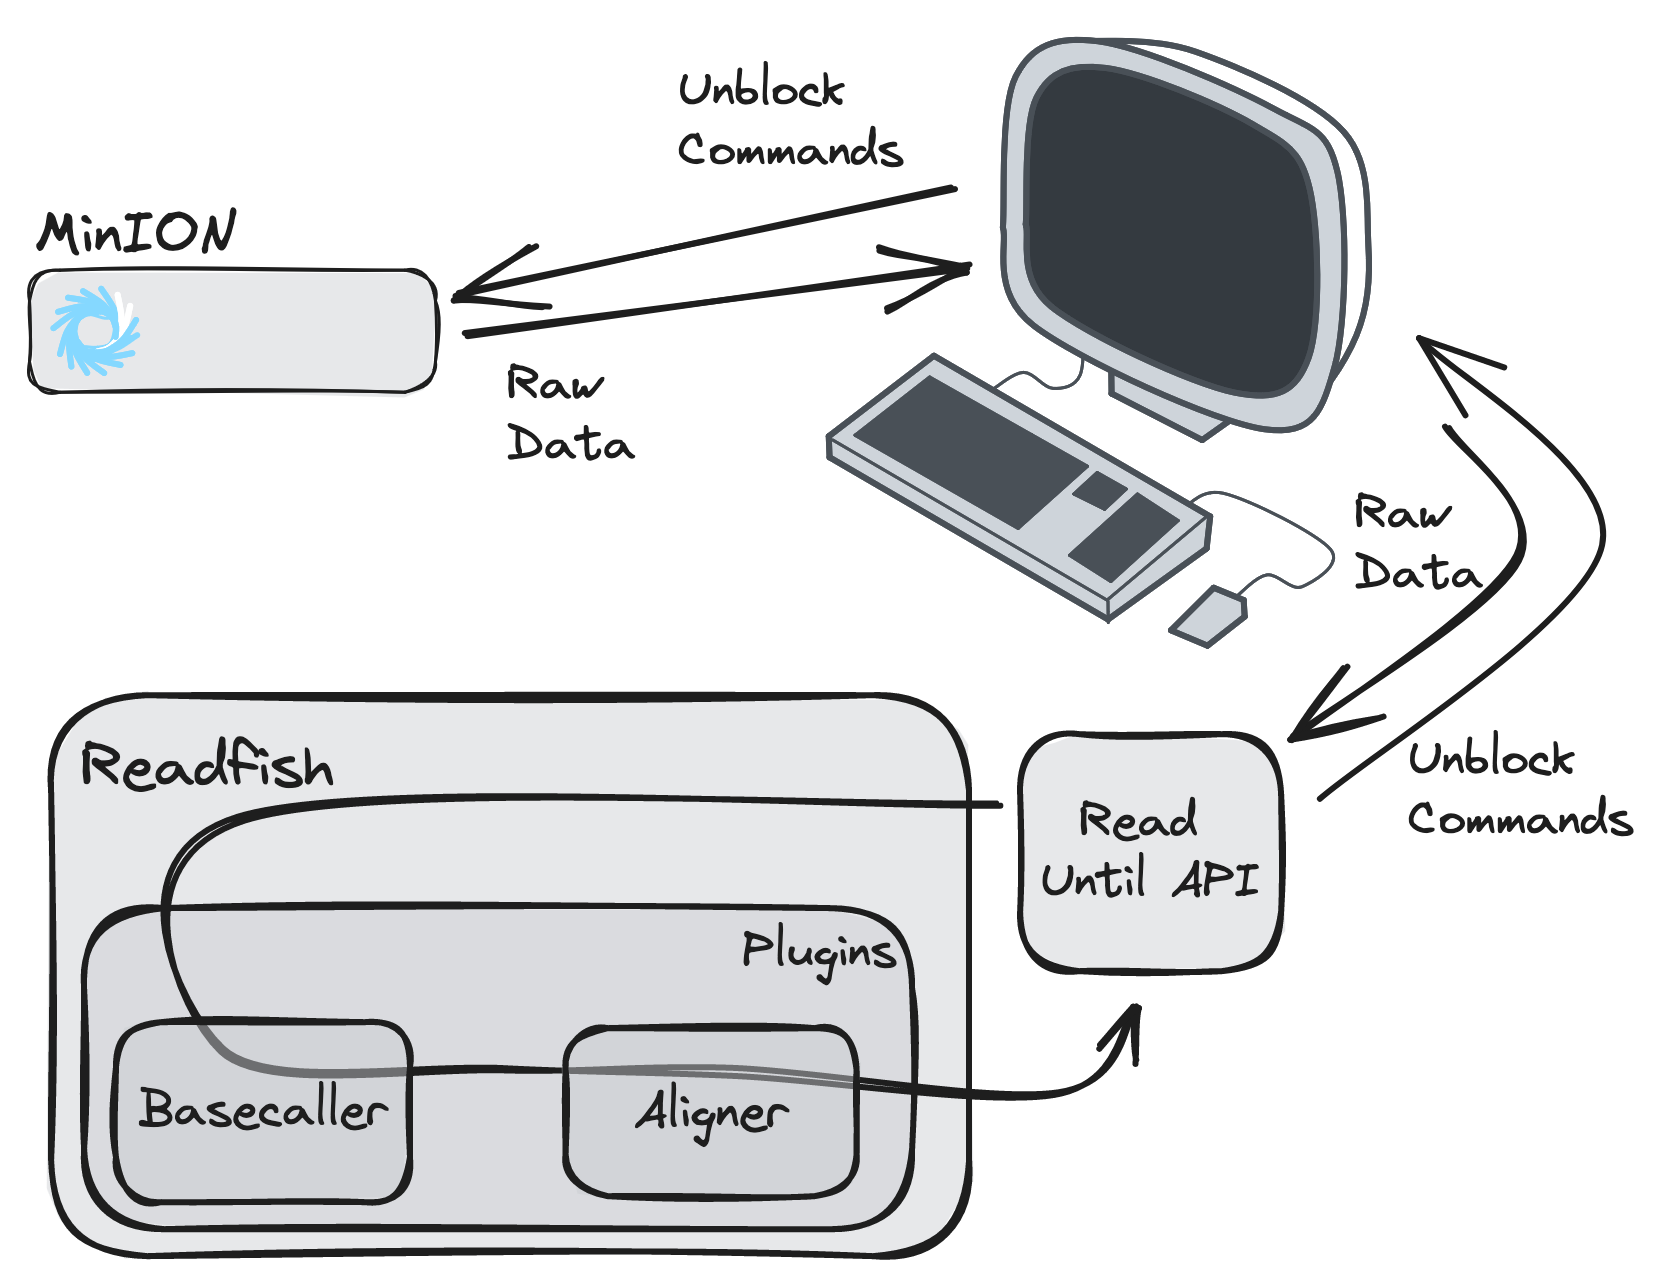 Unblock
Commands
MinION
Raw
Data
Raw
Data
Readfish
Unblock
Commands
Read
Until API
Plugins
Basecaller
Aligner